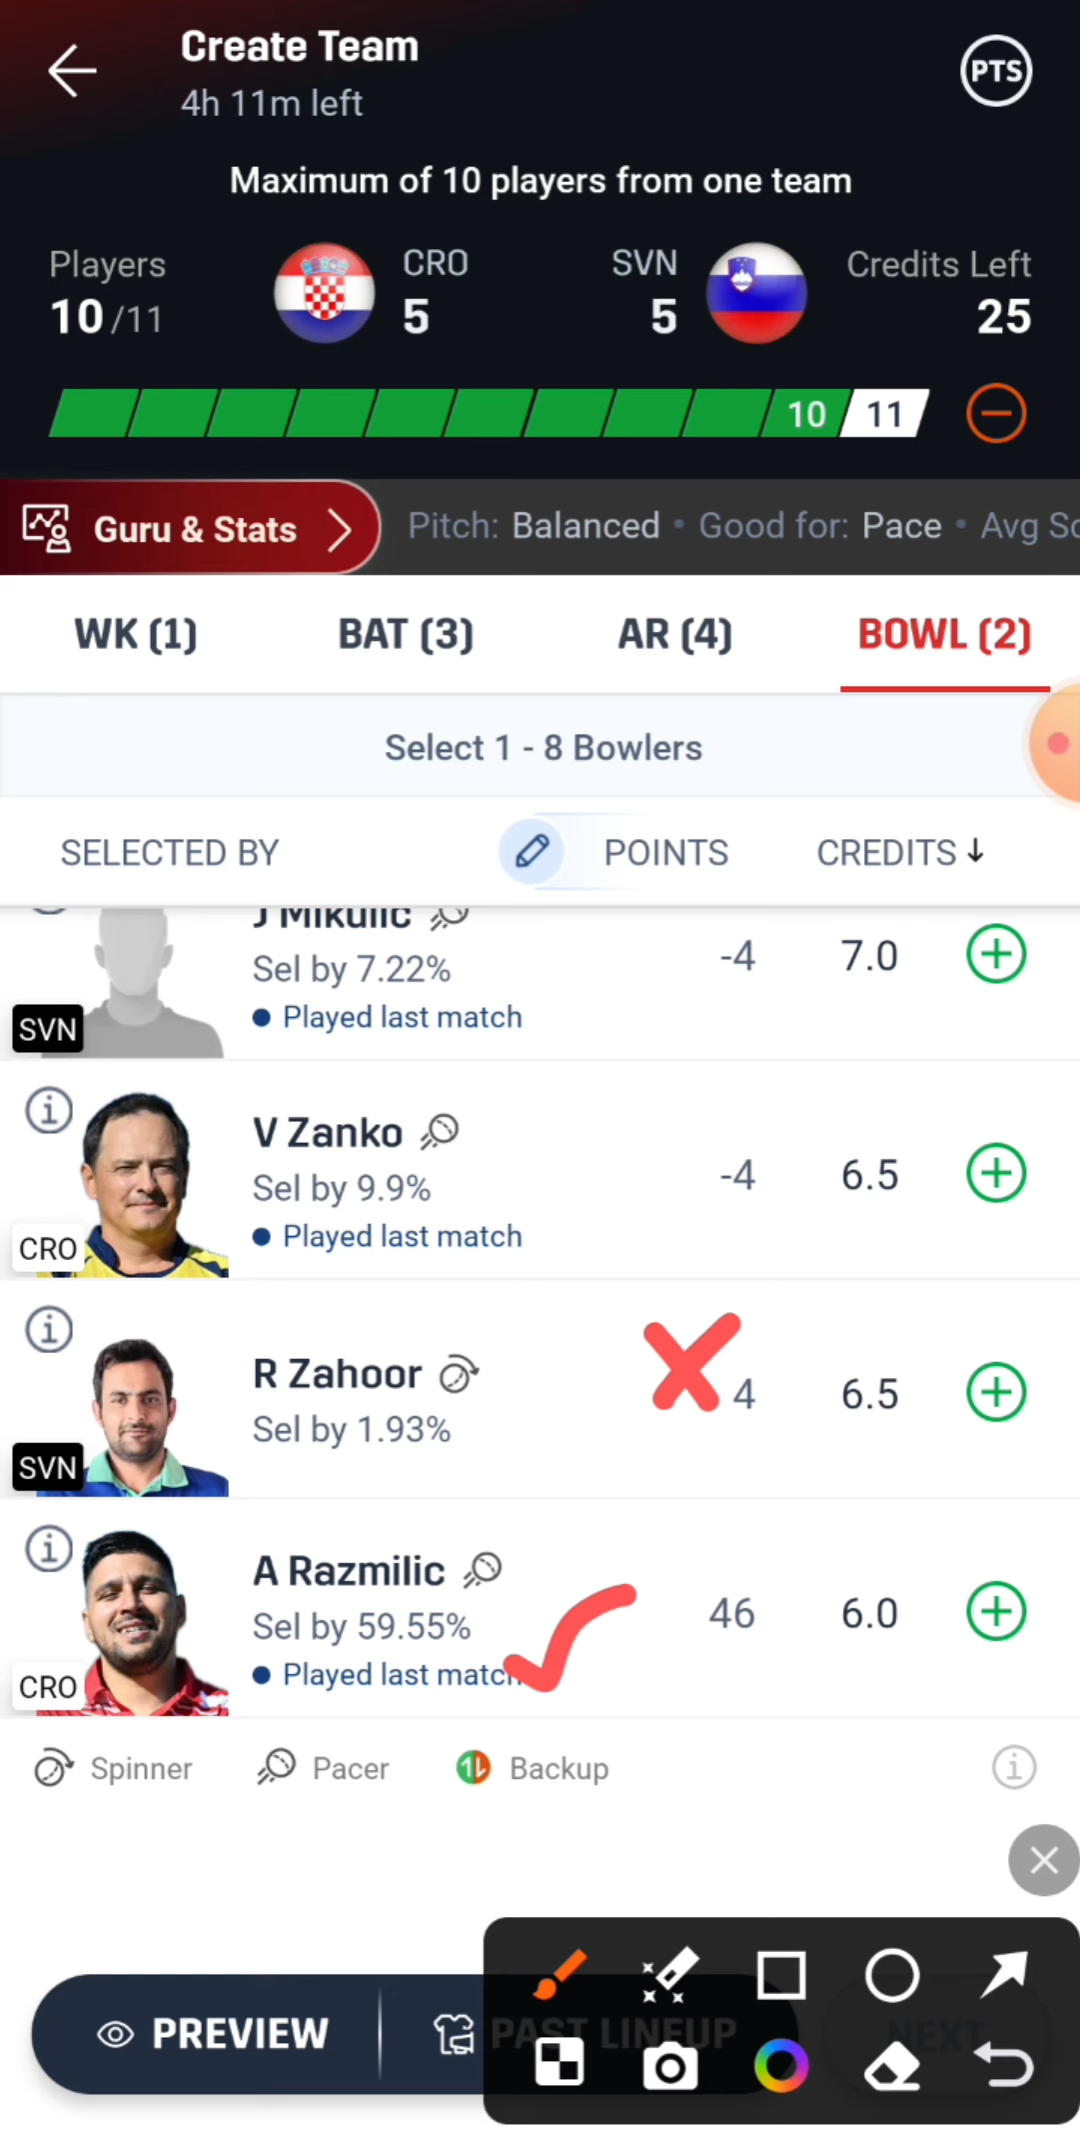 Create Team
4h 11m left
PTS
Maximum of 10 players from one team
Players
CRO
SVN
Credits Left
10/11
5
5
25
10
11
Guru & Stats
Pitch: Balanced • Good for: Pace • Avg Sc
WK (1)
BAT (3)
AR (4)
BOWL (2)
Select 1 - 8 Bowlers
SELECTED BY
POINTS
CREDITS
J Mikulic
Sel by 7.22%
-4
7.0
Played last match
SVN
V Zanko
Sel by 9.9%
-4
6.5
Played last match
CRO
R Zahoor
Sel by 1.93%
4
6.5
SVN
A Razmilic
Sel by 59.55%
46
6.0
Played last match
CRO
Spinner
Pacer
Backup
PREVIEW
PAST LINEUP
NEXT